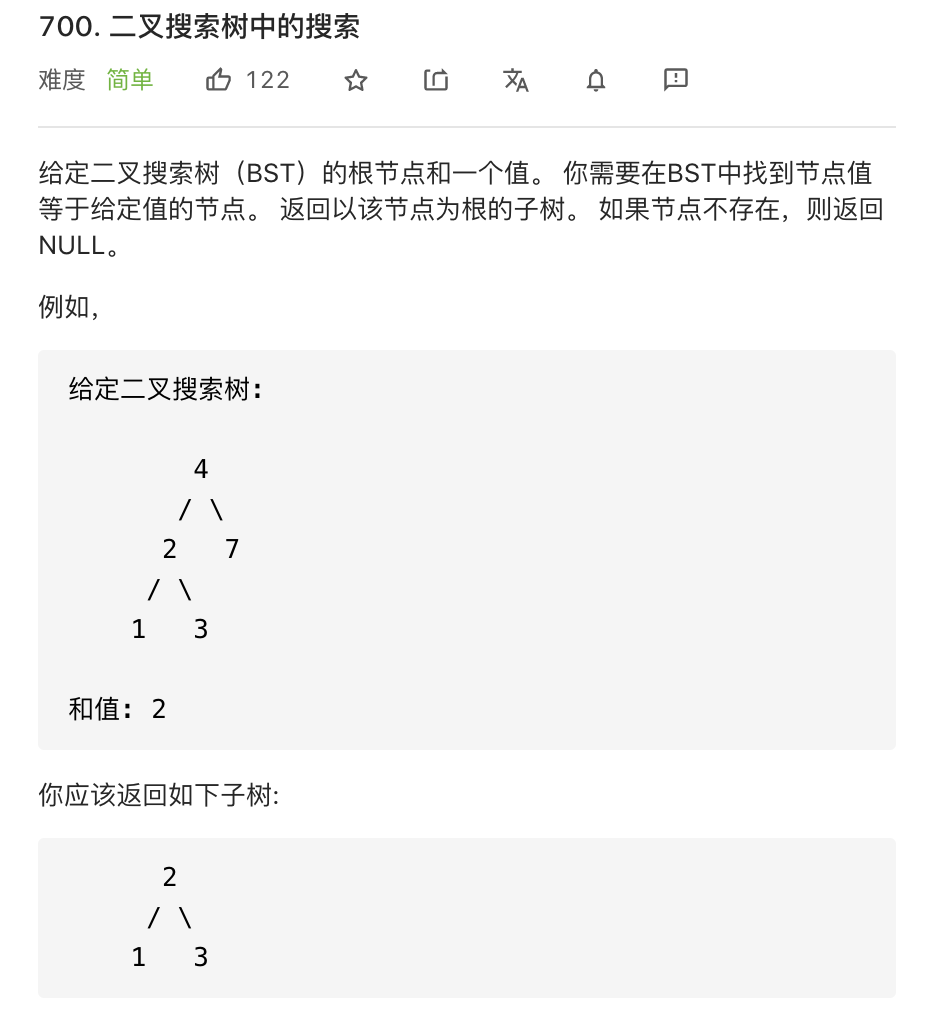 700. 二叉搜索树中的搜索
难度 简单 122
给定二叉搜索树（BST）的根节点和一个值。 你需要在BST中找到节点值
等于给定值的节点。 返回以该节点为根的子树。 如果节点不存在，则返回
NULL。
例如，
给定二叉搜索树:
4
/ \
2 7
/ \
1 3
和值: 2
你应该返回如下子树:
2
/ \
1 3